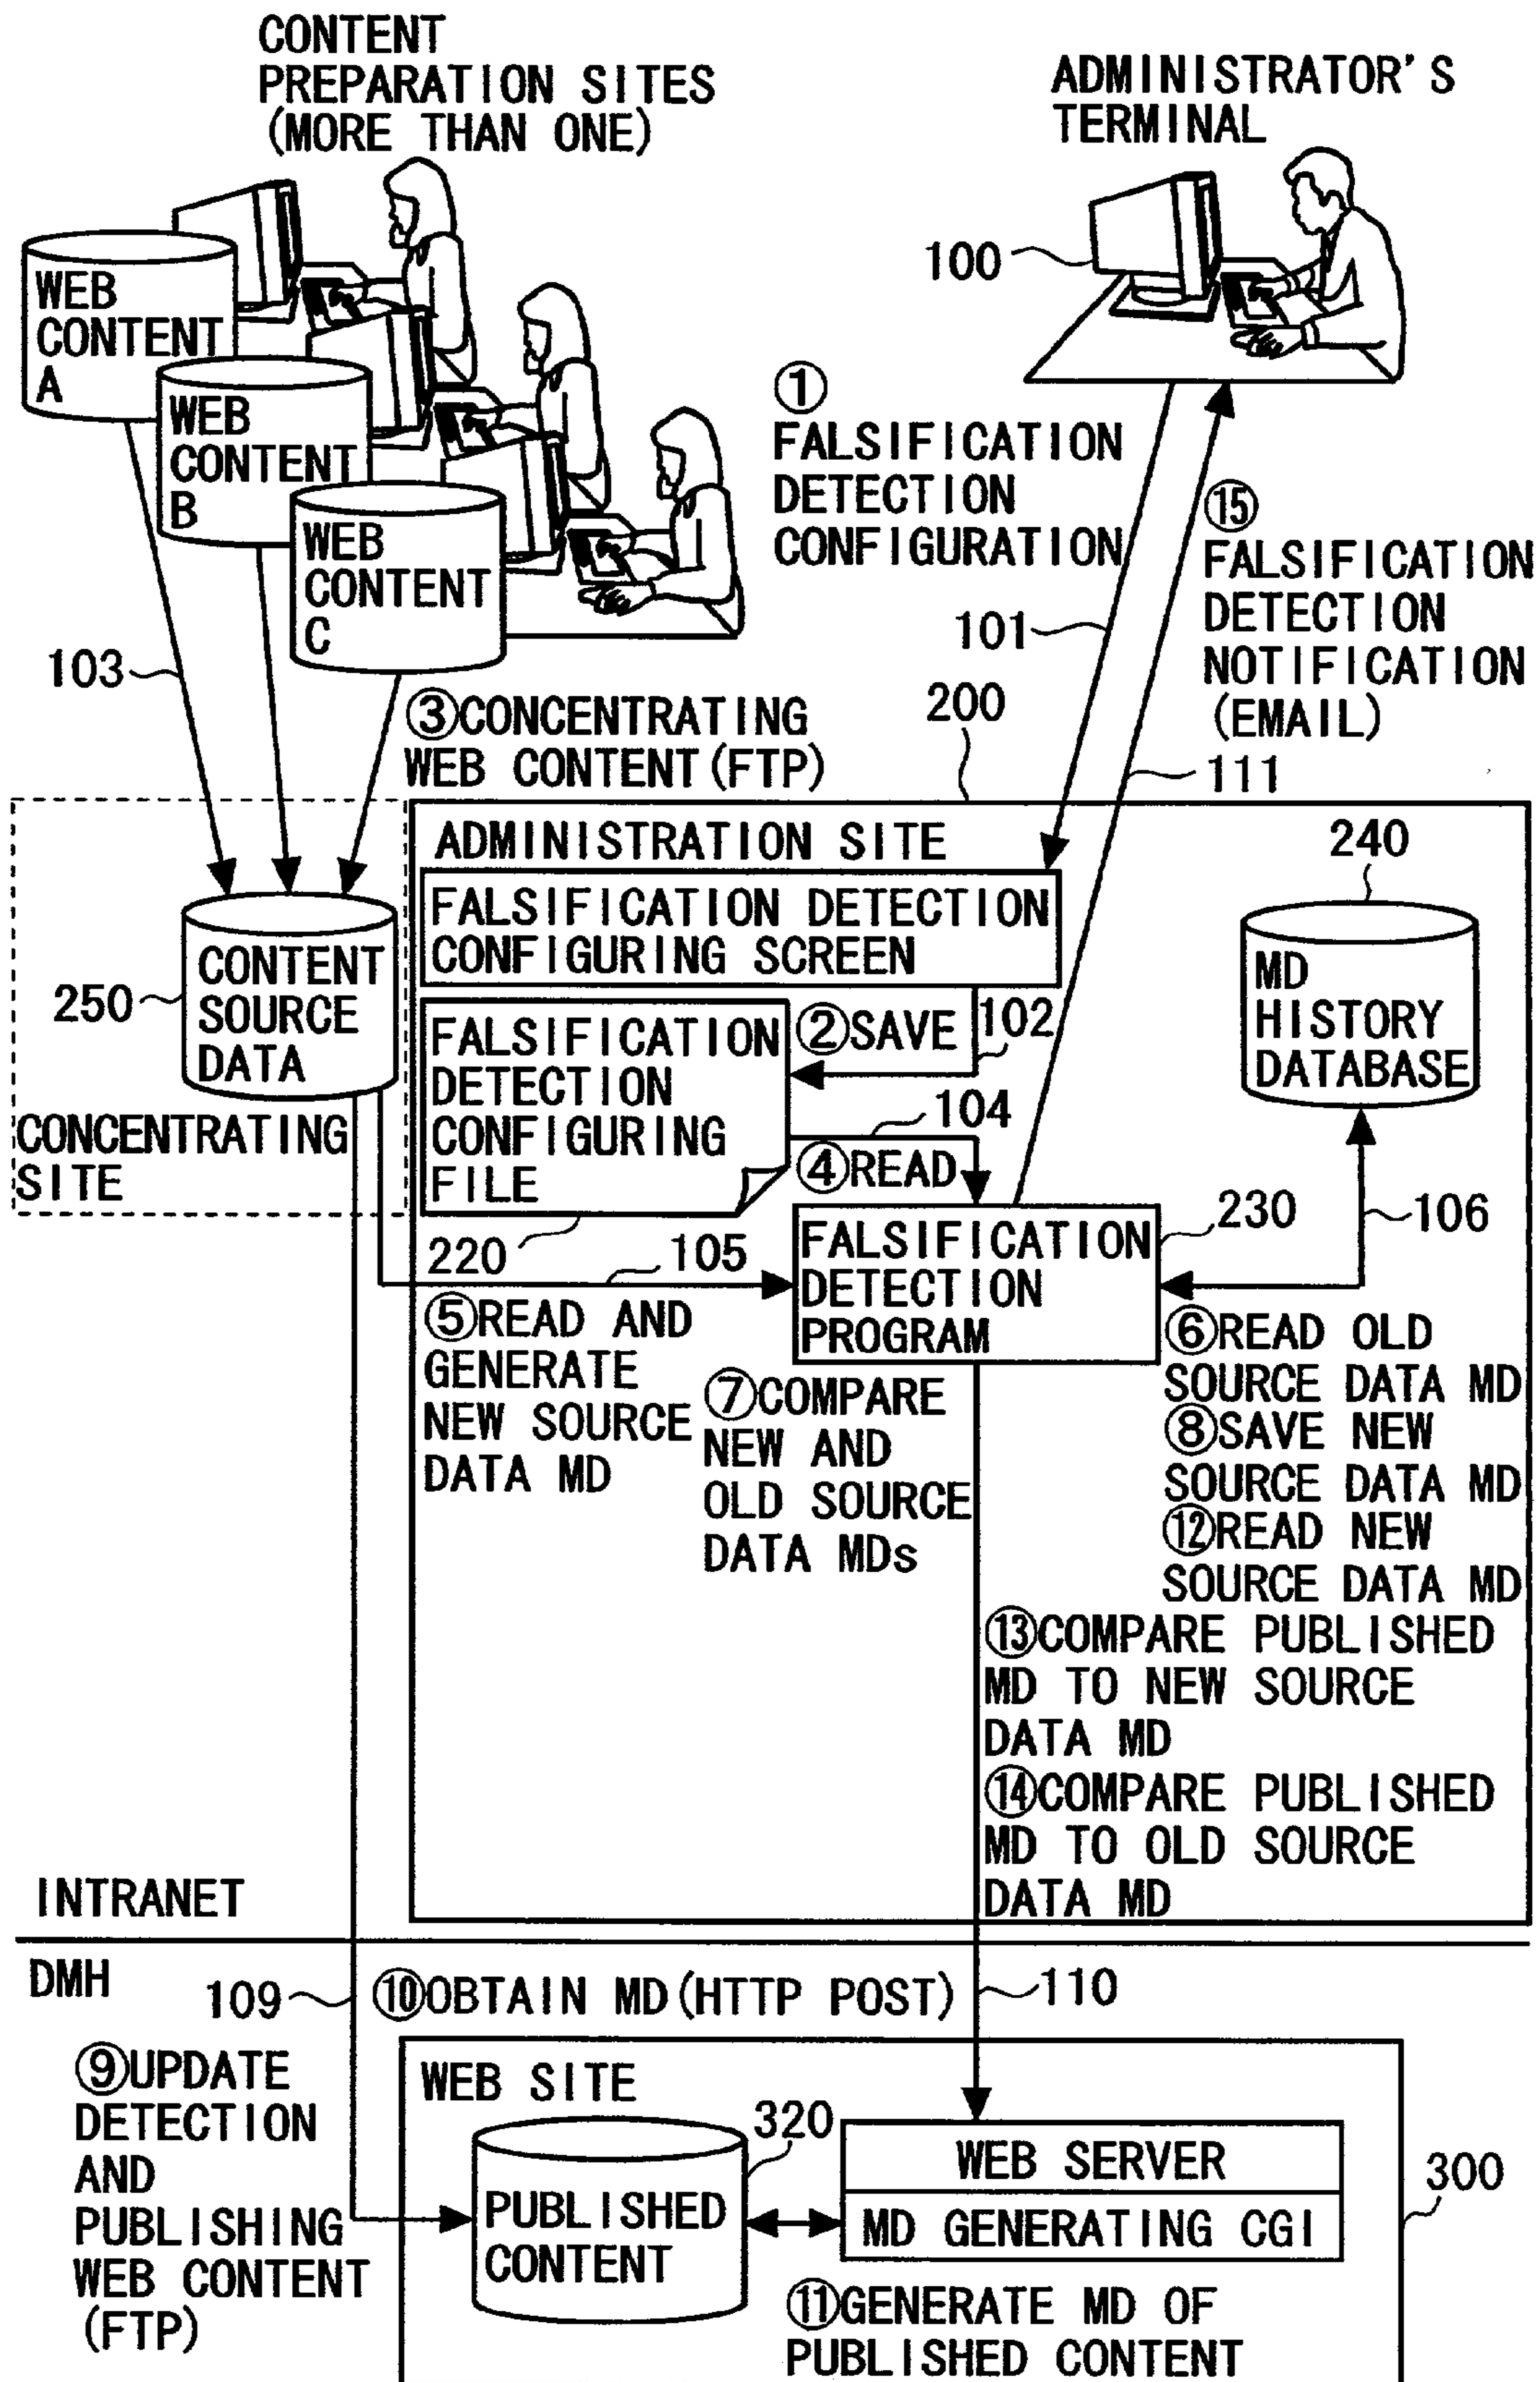 CONTENT
PREPARATION SITES
(MORE THAN ONE)
ADMINISTRATOR'S
TERMINAL
100
WEB
CONTENT
A
WEB
CONTENT
B
WEB
CONTENT
C
①
FALSIFICATION
DETECTION
CONFIGURATION
⑮
FALSIFICATION
DETECTION
NOTIFICATION
(EMAIL)
101
103
③CONCENTRATING
WEB CONTENT(FTP)
200
111
ADMINISTRATION SITE
FALSIFICATION DETECTION
CONFIGURING SCREEN
240
MD
HISTORY
DATABASE
250
CONTENT
SOURCE
DATA
CONCENTRATING
SITE
FALSIFICATION
DETECTION
CONFIGURING
FILE
②SAVE
102
104
④READ
220
105
FALSIFICATION
DETECTION
PROGRAM
230
106
⑤READ AND
GENERATE
NEW SOURCE
DATA MD
⑦COMPARE
NEW AND
OLD SOURCE
DATA MDs
⑥READ OLD
SOURCE DATA MD
⑧SAVE NEW
SOURCE DATA MD
⑫READ NEW
SOURCE DATA MD
⑬COMPARE PUBLISHED
MD TO NEW SOURCE
DATA MD
⑭COMPARE PUBLISHED
MD TO OLD SOURCE
DATA MD
INTRANET
DMH
109
⑩OBTAIN MD(HTTP POST)
110
⑨UPDATE
DETECTION
AND
PUBLISHING
WEB CONTENT
(FTP)
WEB SITE
320
PUBLISHED
CONTENT
WEB SERVER
MD GENERATING CGI
300
⑪GENERATE MD OF
PUBLISHED CONTENT